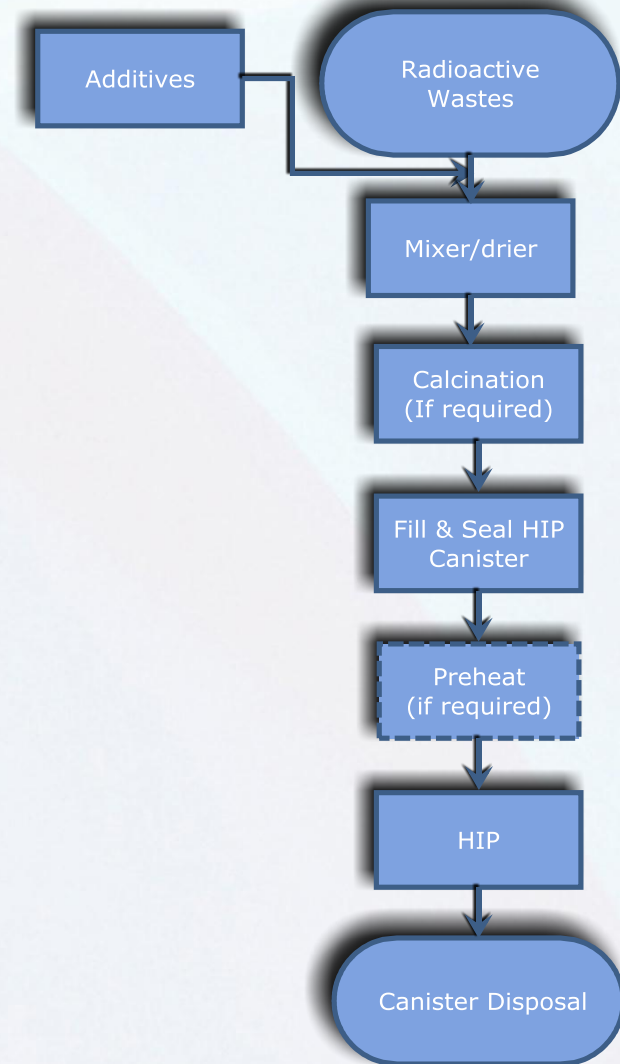 Additives
Radioactive
Wastes
Mixer/drier
Calcination
(If required)
Fill & Seal HIP
Canister
Preheat
(if required)
HIP
Canister Disposal